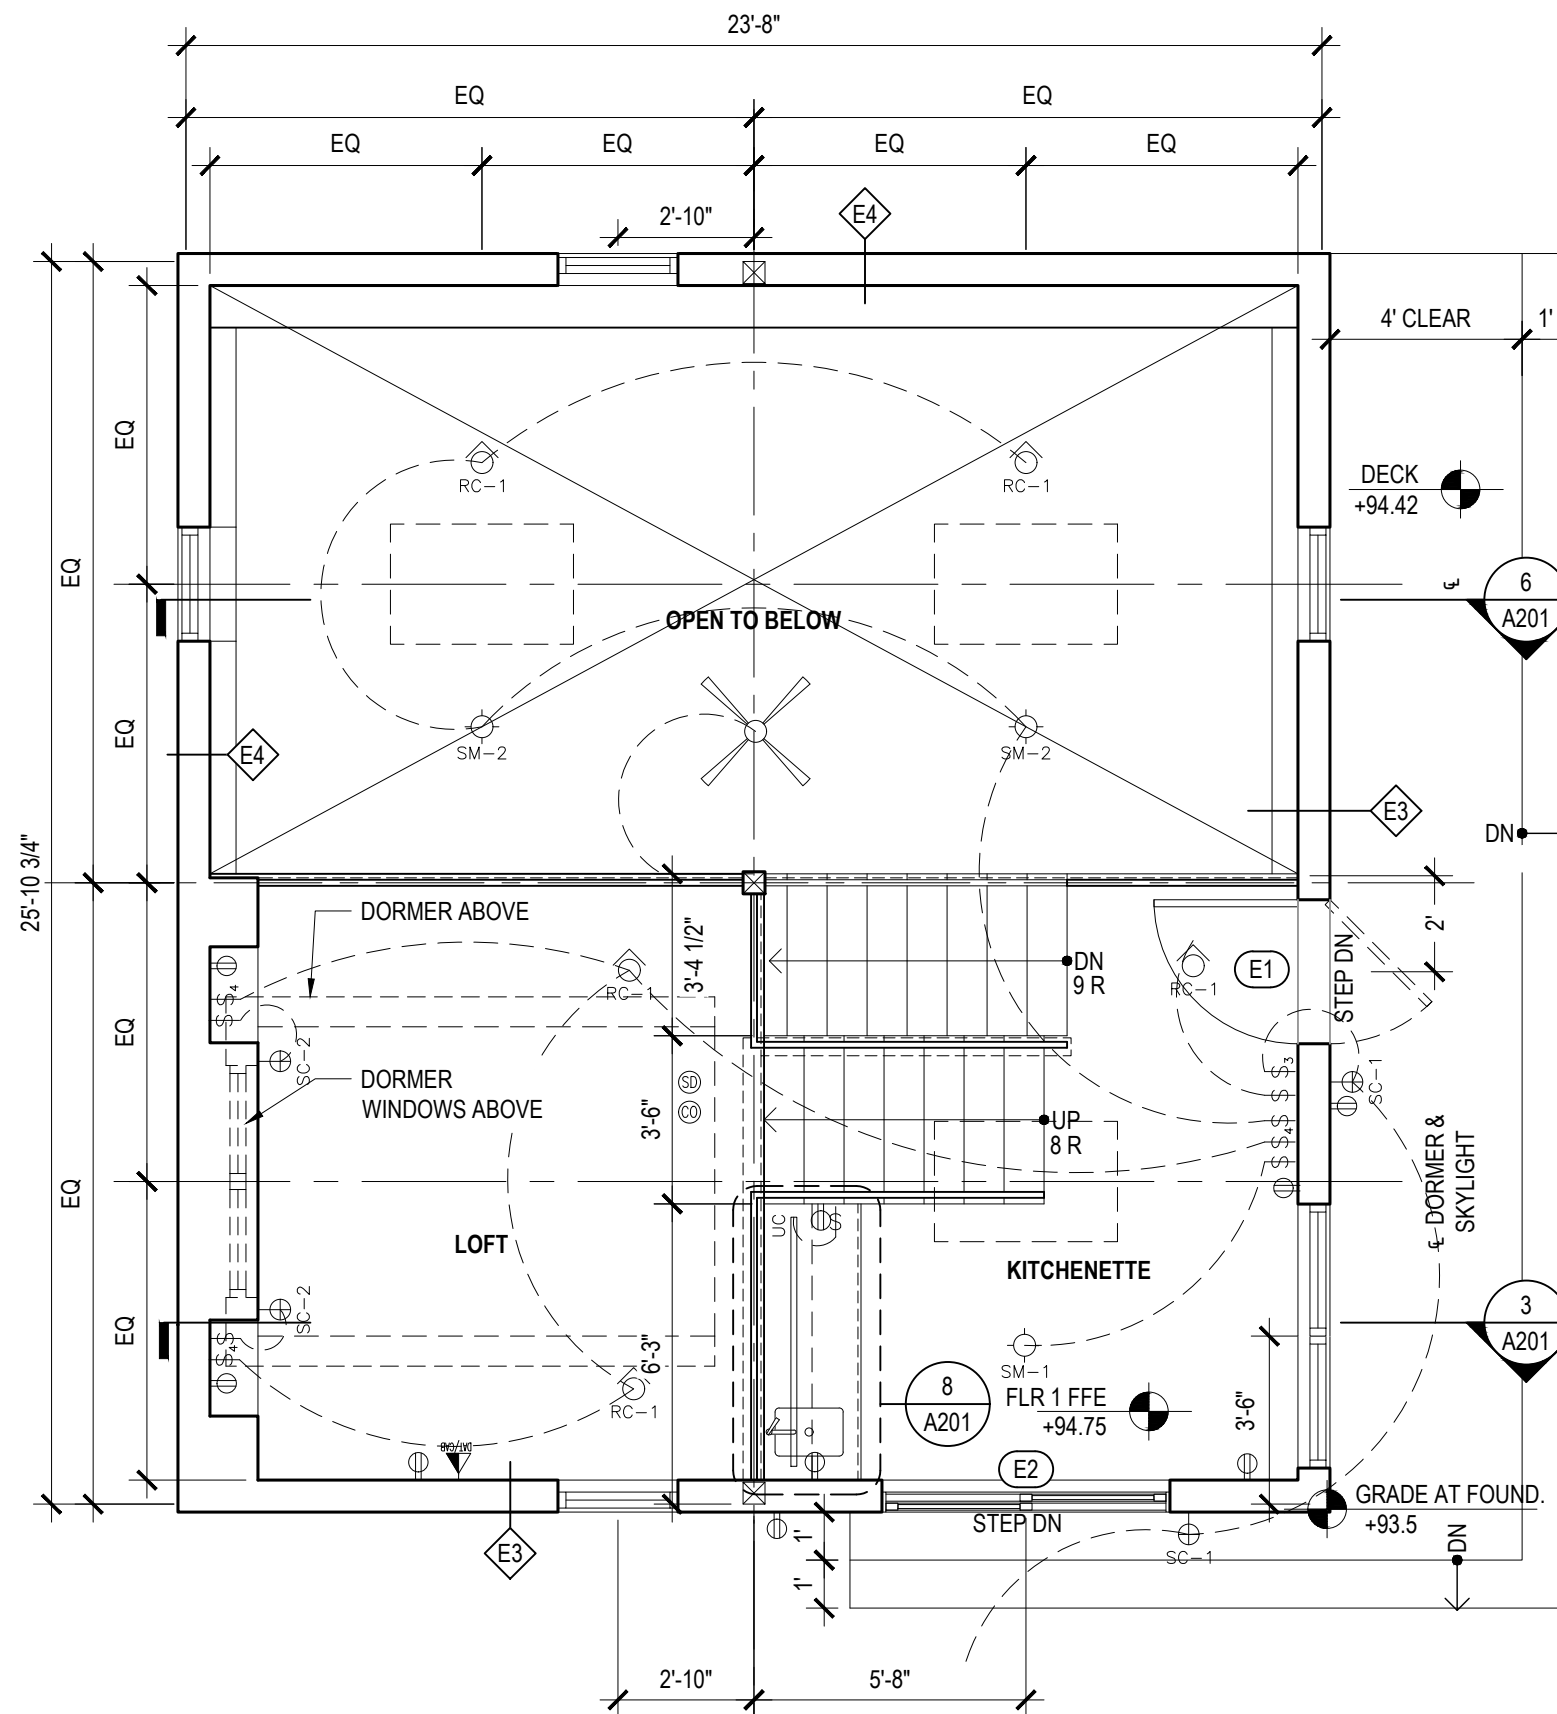 23'-8"
EQ
EQ
EQ
EQ
EQ
EQ
2'-10"
E4
4' CLEAR
1'
EQ
EQ
RC-1
RC-1
DECK
+94.42
℄
6
A201
OPEN TO BELOW
EQ
E4
SM-2
SM-2
E3
DN
25'-10 3/4"
DORMER ABOVE
3'-4 1/2"
DN
9 R
RC-1
RC-1
E1
STEP DN
2'
S S4
SC-2
EQ
DORMER
WINDOWS ABOVE
SD
CO
3'-6"
UP
8 R
S S3
S
S S4
S
SC-1
℄ DORMER &
SKYLIGHT
EQ
LOFT
UC
S
KITCHENETTE
SC-2
EQ
S4 S
6'-3"
RC-1
SM-1
3
A201
8
A201
FLR 1 FFE
+94.75
3'-6"
DAT/CAB
E2
GRADE AT FOUND.
+93.5
STEP DN
E3
1'
SC-1
DN
1'
2'-10"
5'-8"